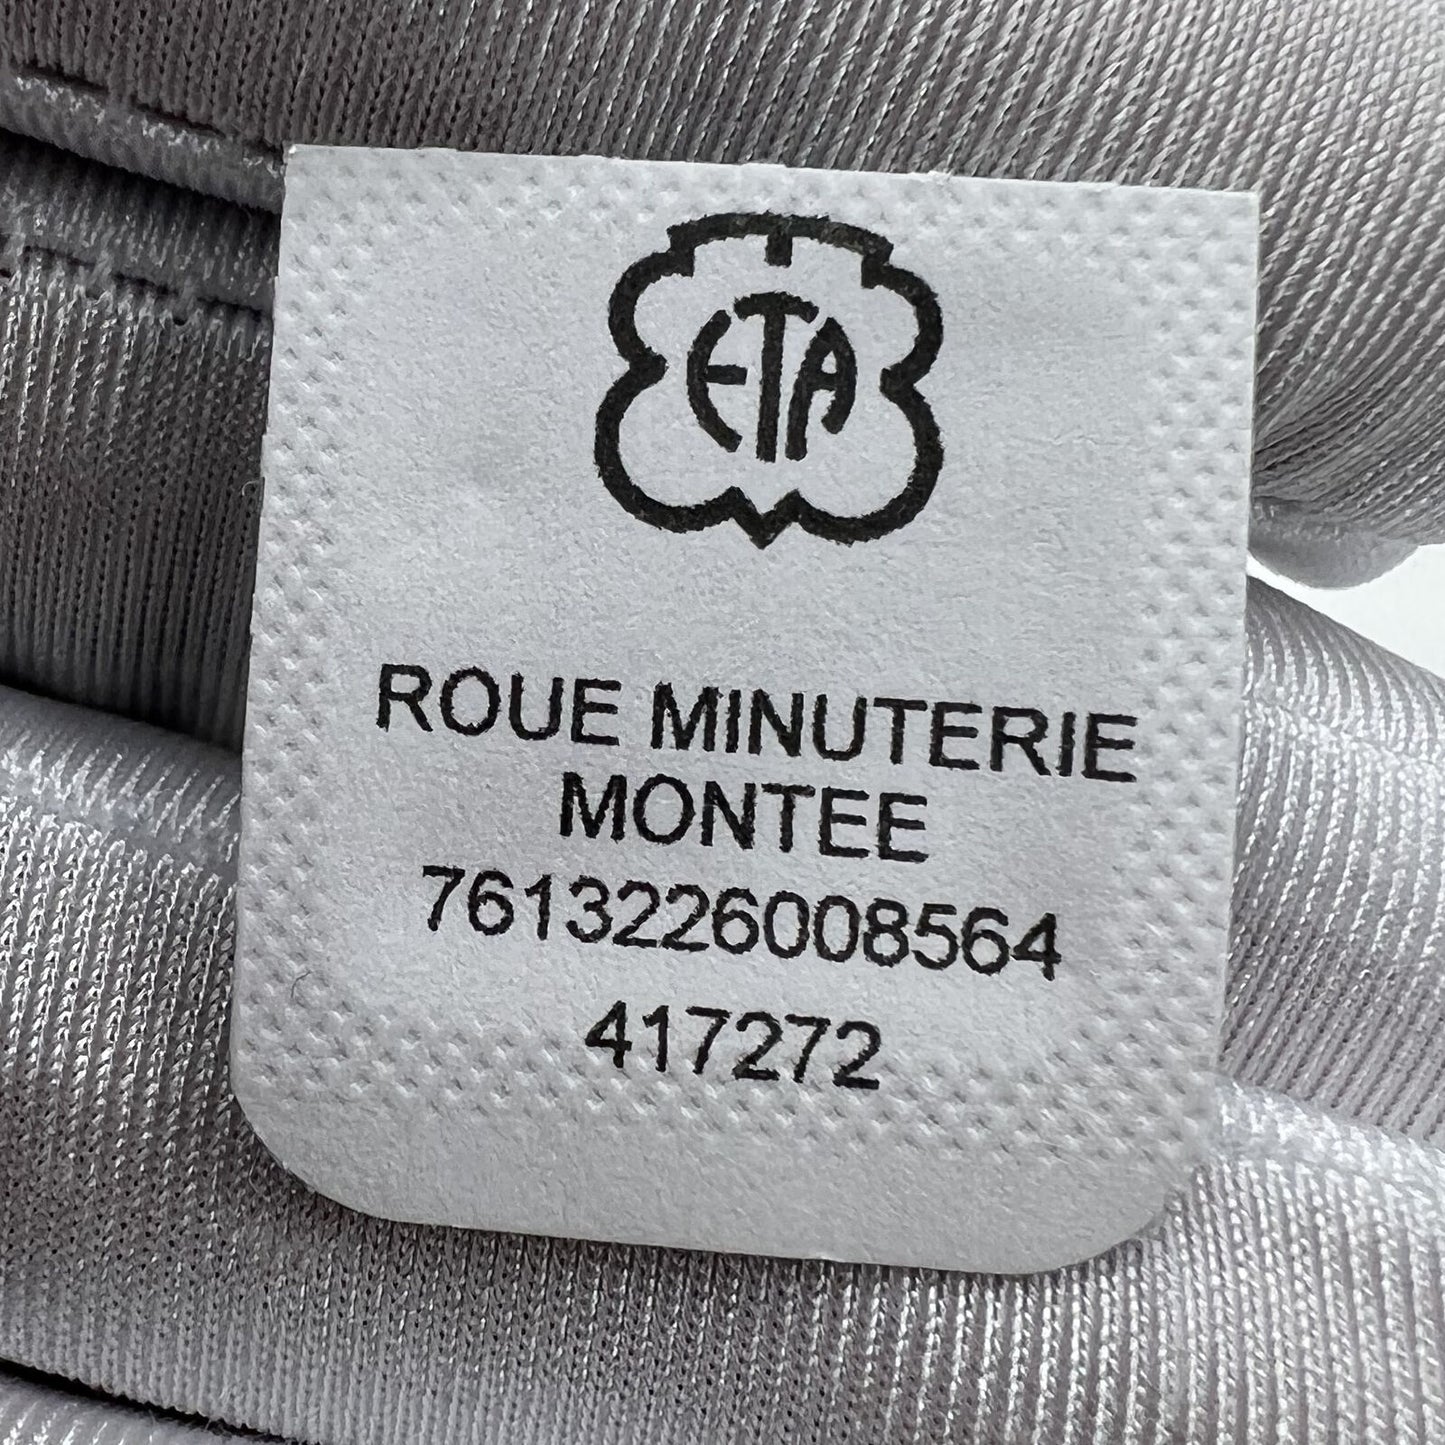 ETA
ROUE MINUTERIE
MONTEE
7613226008564
417272